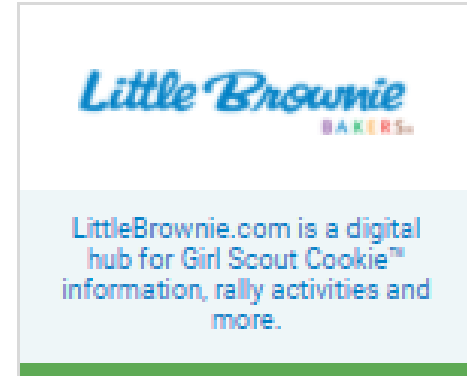 Little Brownie
BAKERS
LittleBrownie.com is a digital
hub for Girl Scout Cookie™
information, rally activities and
more.